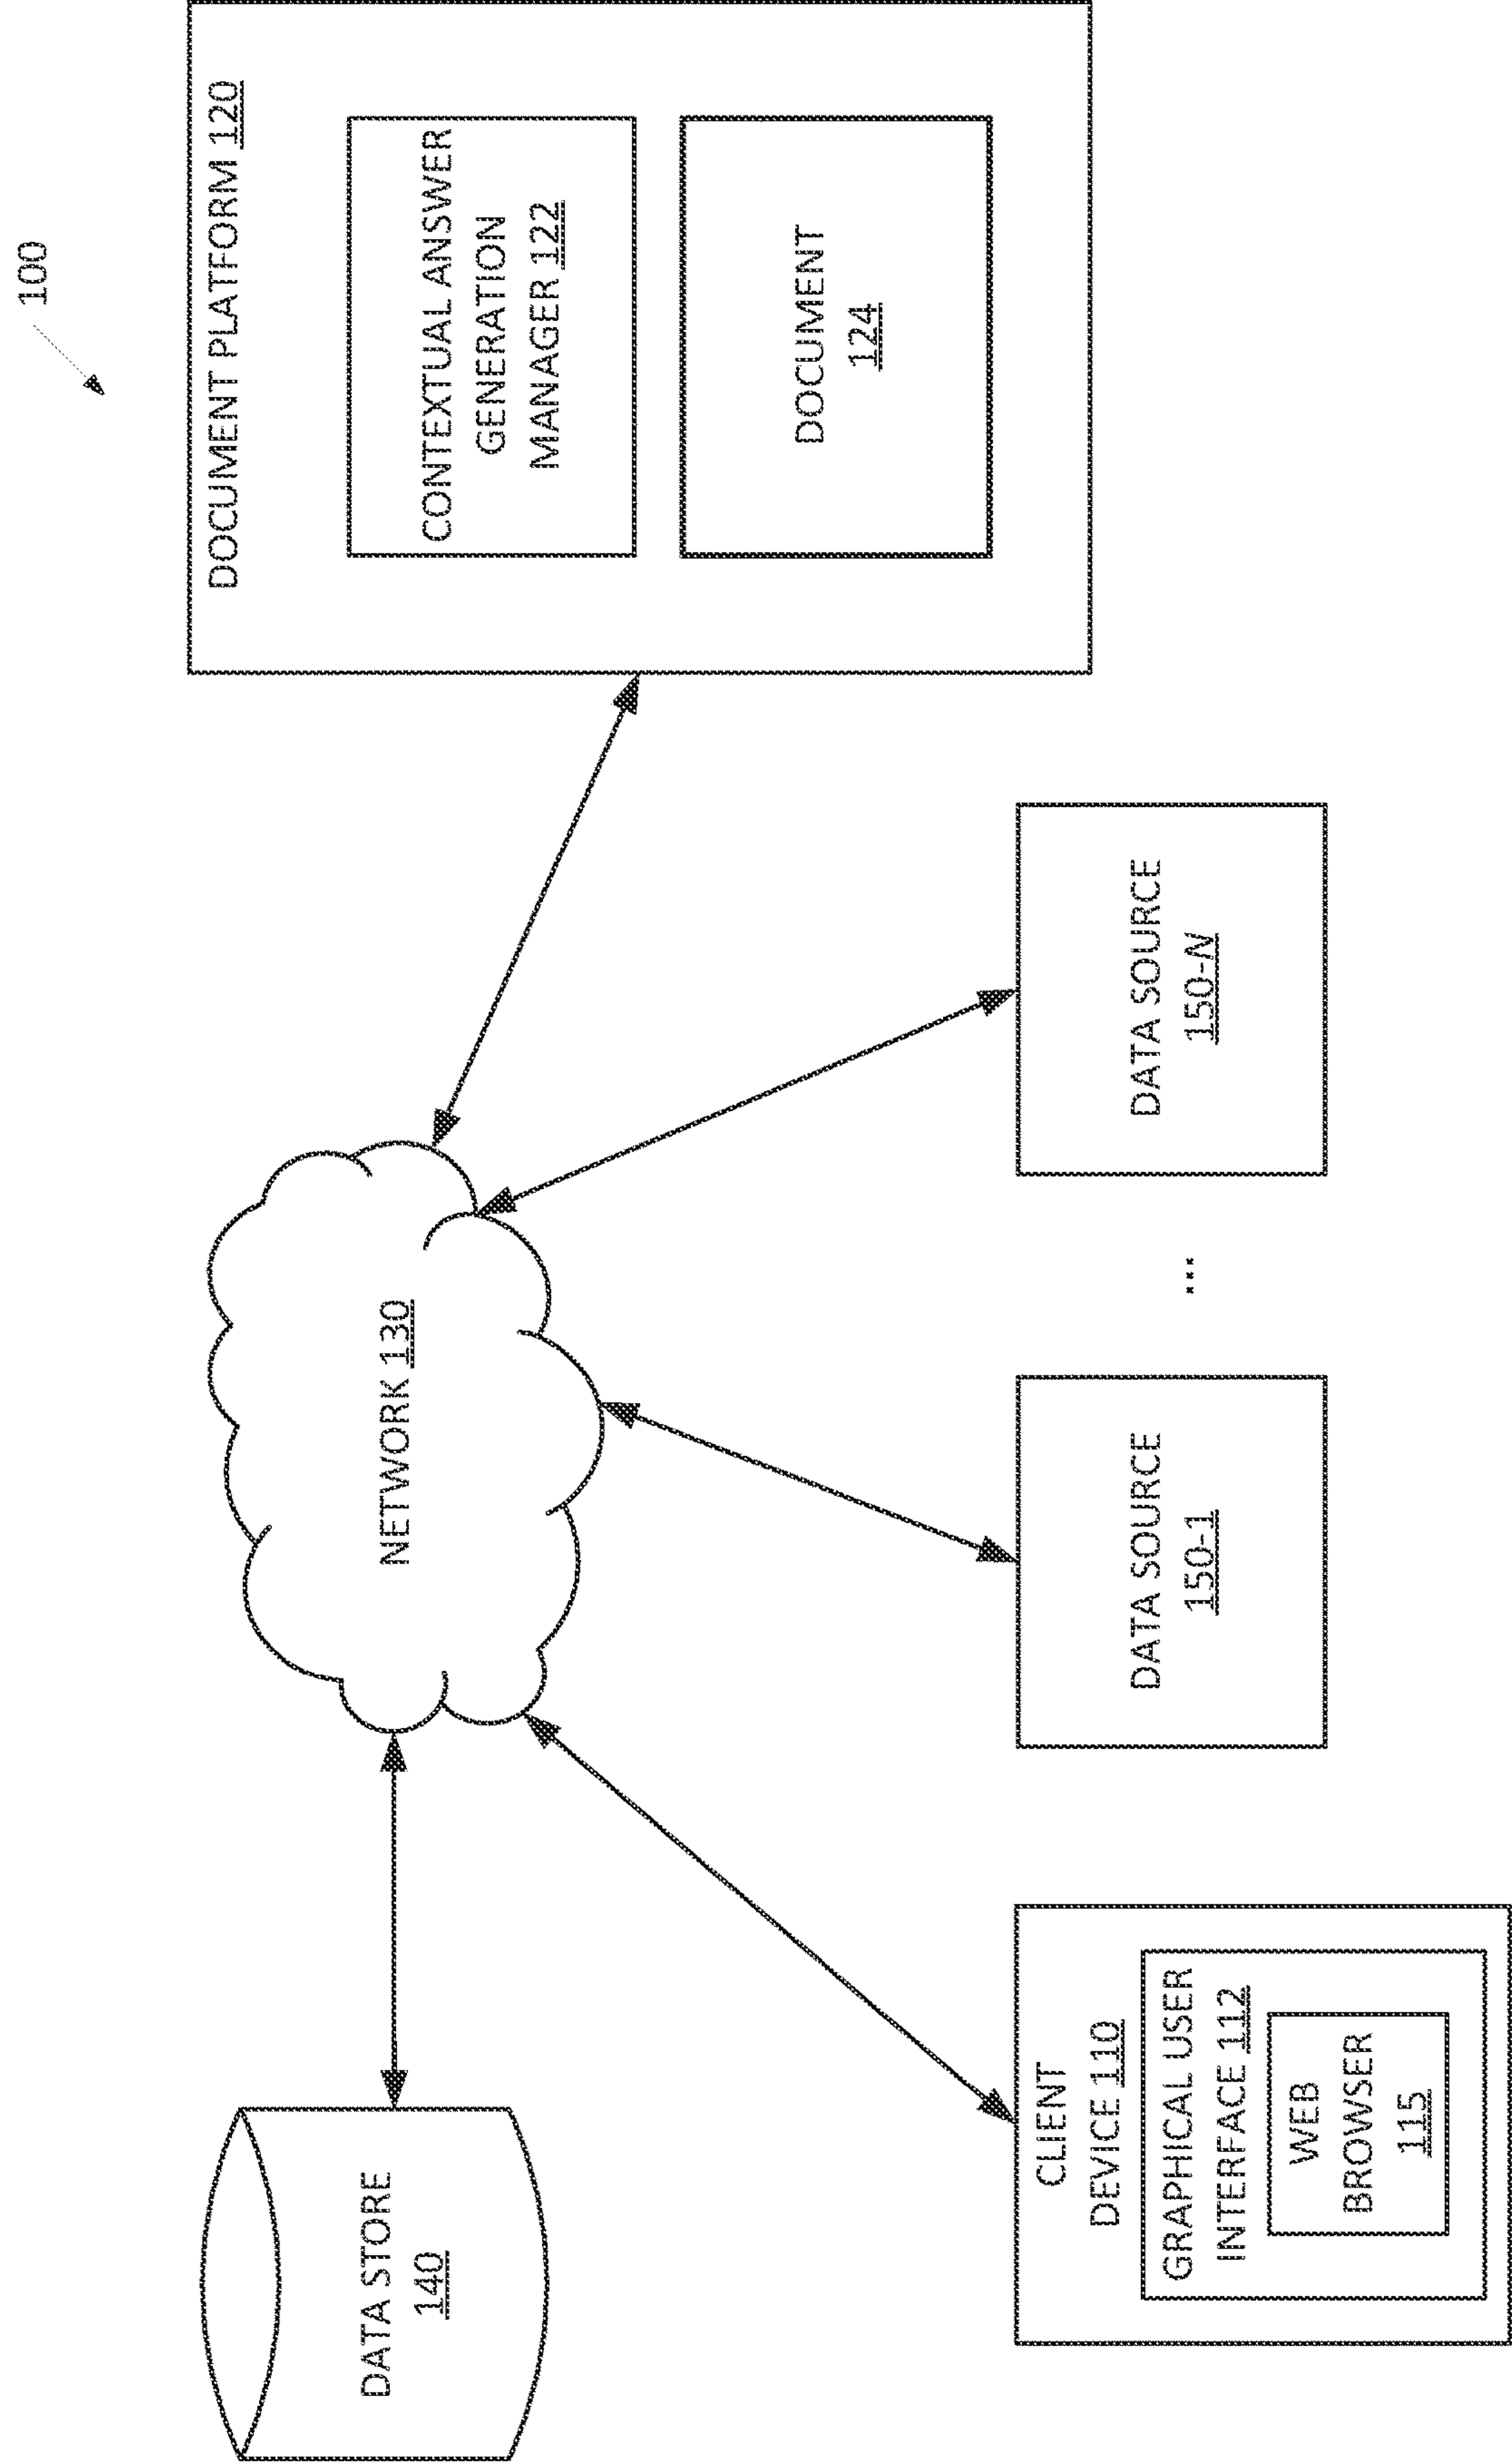 100
DATA STORE
140
NETWORK 130
DOCUMENT PLATFORM 120
CONTEXTUAL ANSWER
GENERATION
MANAGER 122
DOCUMENT
124
CLIENT
DEVICE 110
GRAPHICAL USER
INTERFACE 112
WEB
BROWSER
115
DATA SOURCE
150-1
...
DATA SOURCE
150-N